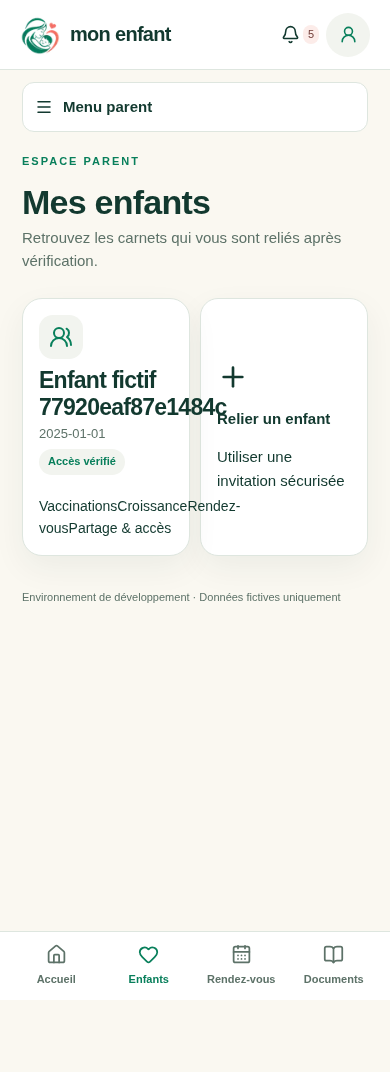 mon enfant
5
Menu parent
ESPACE PARENT
Mes enfants
Retrouvez les carnets qui vous sont reliés après
vérification.
Enfant fictif
77920eaf87e1484c
2025-01-01
Accès vérifié
VaccinationsCroissanceRendez-
vousPartage & accès
Relier un enfant
Utiliser une
invitation sécurisée
Environnement de développement · Données fictives uniquement
Accueil
Enfants
Rendez-vous
Documents